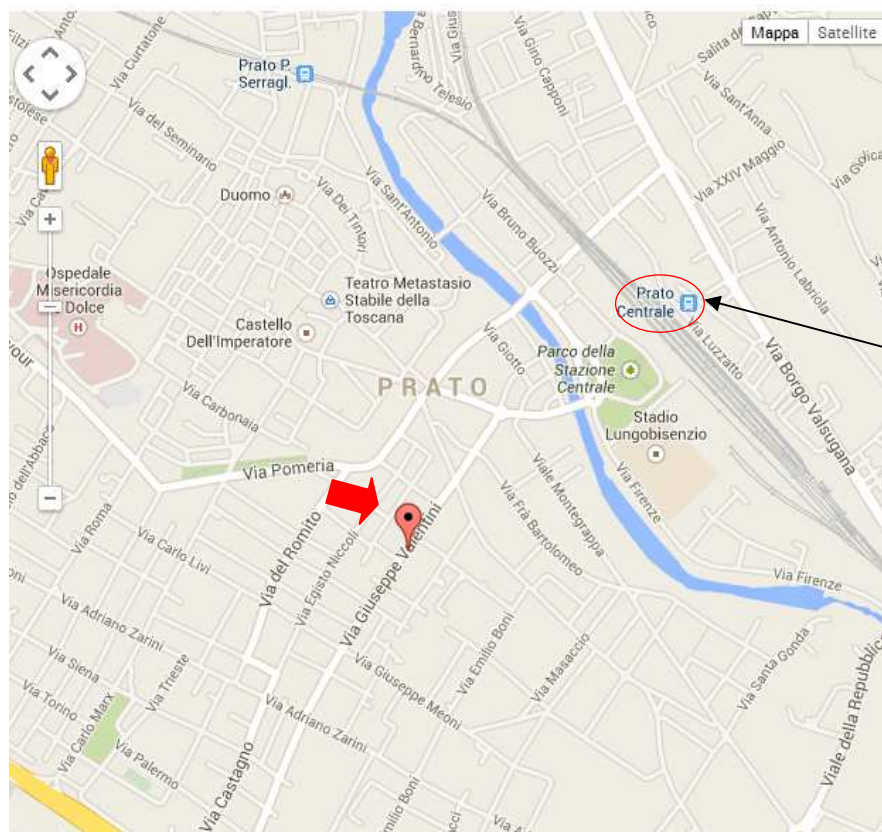 Mappa
Satellite
Via Curtatone
Prato P.
Serragl.
Via Bernardino Telesio
Via Gino Capponi
Via Sant'Anna
Via XXIV Maggio
Via del Seminario
Duomo
Via Dei Tintori
Via Sant'Antonio
Via Bruno Buozzi
Via Antonio Labriola
Ospedale
Misericordia
Dolce
H
Teatro Metastasio
Stabile della
Toscana
Castello
Dell'Imperatore
Prato
Centrale
Via Luzzatto
Via Giotto
Parco della
Stazione
Centrale
Via Borgo Valsugana
PRATO
Via Carbonaia
Stadio
Lungobisenzio
Via Pomeria
Via Firenze
Viale Montegrappa
Via Frà Bartolomeo
Via Roma
Via Carlo Livi
Via del Romito
Via Egisto Niccoli
Via Giuseppe Valentini
Via Firenze
Via Adriano Zarini
Via Emilio Boni
Via Masaccio
Via Santa Gonda
Via Siena
Via Trieste
Via Giuseppe Meoni
Via Torino
Via Carlo Marx
Via Adriano Zarini
Viale della Repubblica
Via Palermo
Via Castagno
Emilio Boni